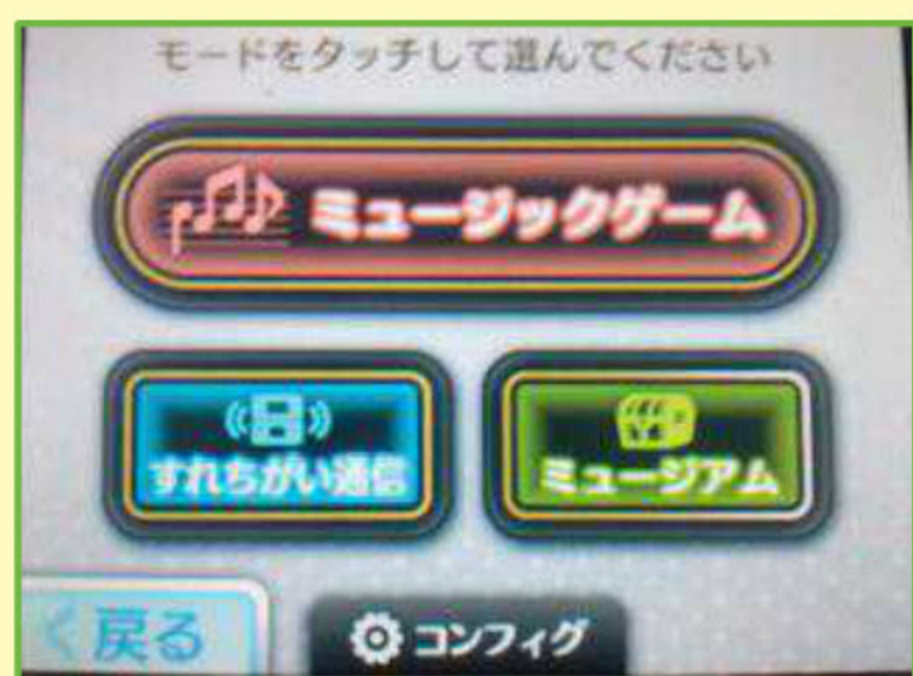 モードをタッチして選んでください
ミュージックゲーム
すれちがい通信
ミュージアム
戻る
コンフィグ